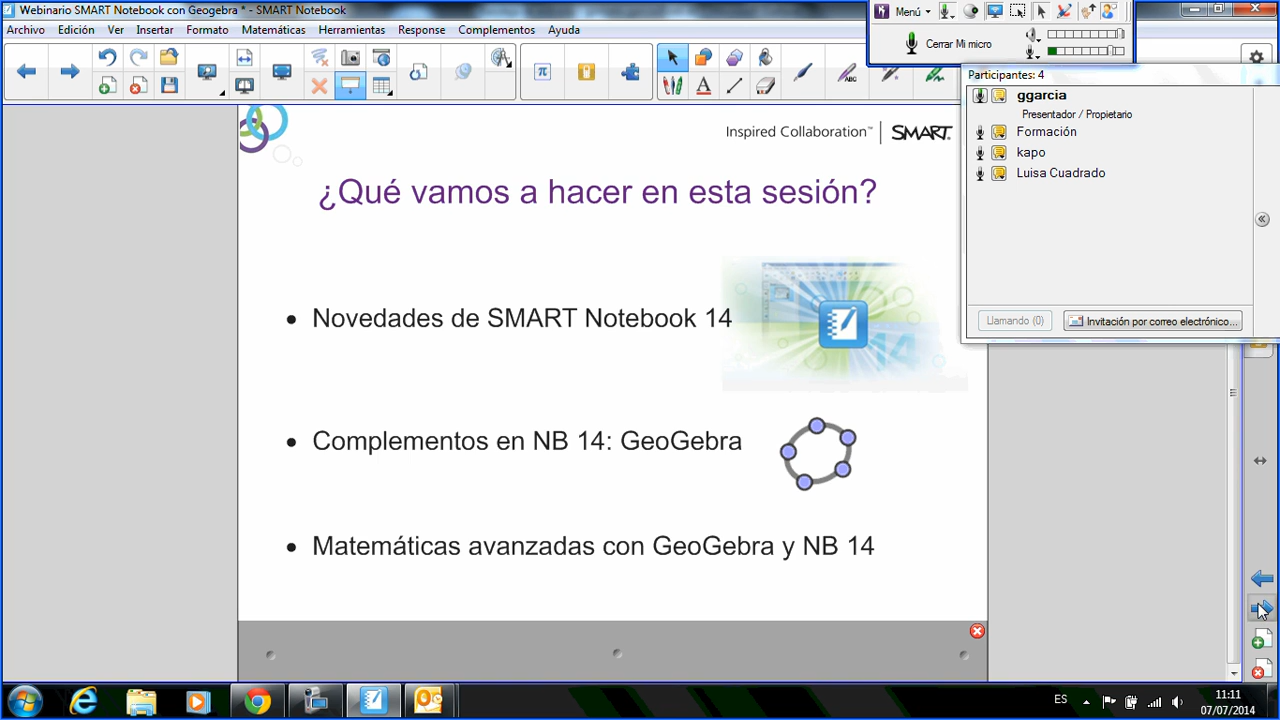 Webinario SMART Notebook con Geogebra * - SMART Notebook
Archivo Edición Ver Insertar Formato Matemáticas Herramientas Response Complementos Ayuda
Menú
Cerrar Mi micro
Participantes: 4
ggarcia
Presentador / Propietario
Formación
kapo
Luisa Cuadrado
Llamando (0) Invitación por correo electrónico...
Inspired Collaboration™ SMART
¿Qué vamos a hacer en esta sesión?
• Novedades de SMART Notebook 14
14
• Complementos en NB 14: GeoGebra
• Matemáticas avanzadas con GeoGebra y NB 14
ES
11:11
07/07/2014